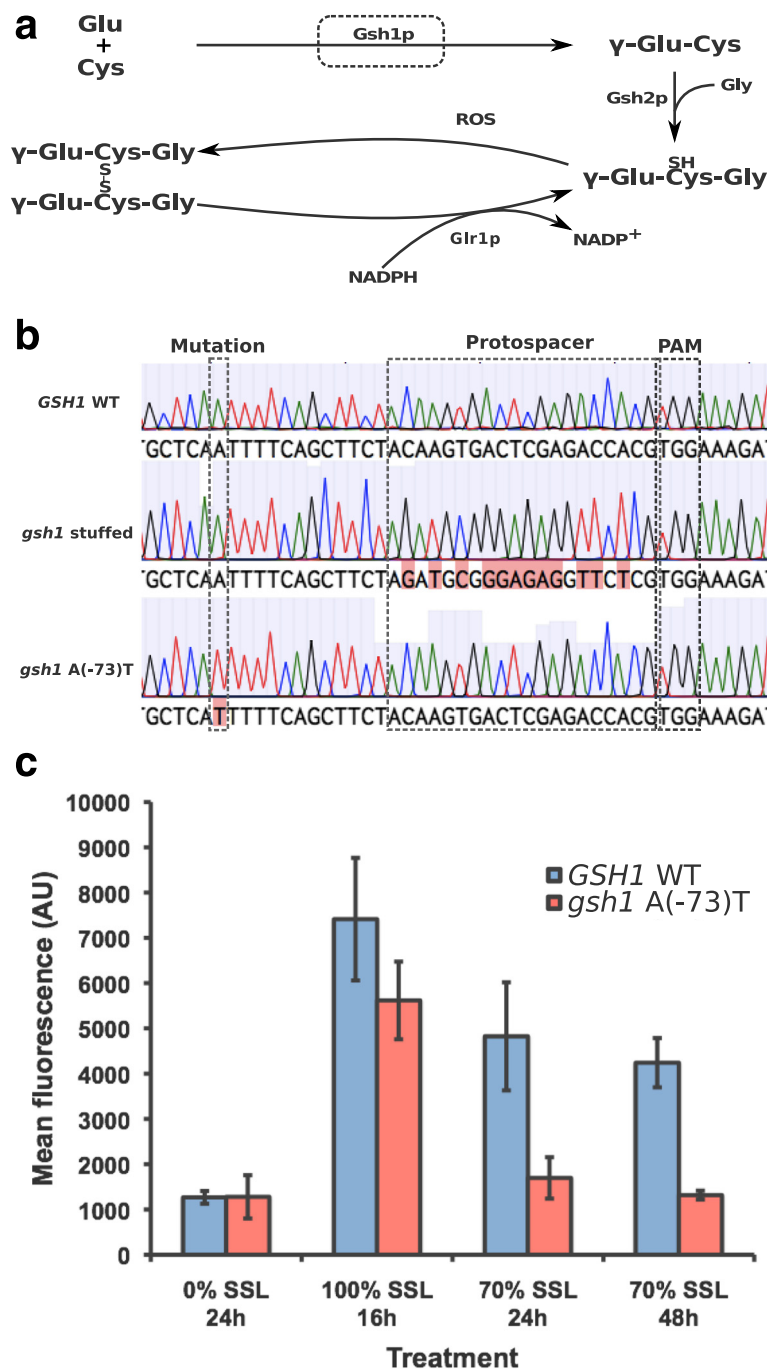 a
Glu
+
Cys
Gsh1p
γ-Glu-Cys
Gsh2p
Gly
ROS
γ-Glu-Cys-Gly
S
S
γ-Glu-Cys-Gly
SH
γ-Glu-Cys-Gly
Glr1p
NADPH
NADP+
b
Mutation
Protospacer
PAM
GSH1 WT
TGCTCAATTTTCAGCTTCTACAAGTGACTCGAGACCACGTGGAAAGAT
gsh1 stuffed
TGCTCAATTTTCAGCTTCTAGATGCGGGAGAGGTTCTCGTGGAAAGAT
gsh1 A(-73)T
TGCTCATTTTTCAGCTTCTACAAGTGACTCGAGACCACGTGGAAAGAT
c
Mean fluorescence (AU)
10000
9000
8000
7000
6000
5000
4000
3000
2000
1000
0
GSH1 WT
gsh1 A(-73)T
0% SSL
24h
100% SSL
16h
70% SSL
24h
70% SSL
48h
Treatment